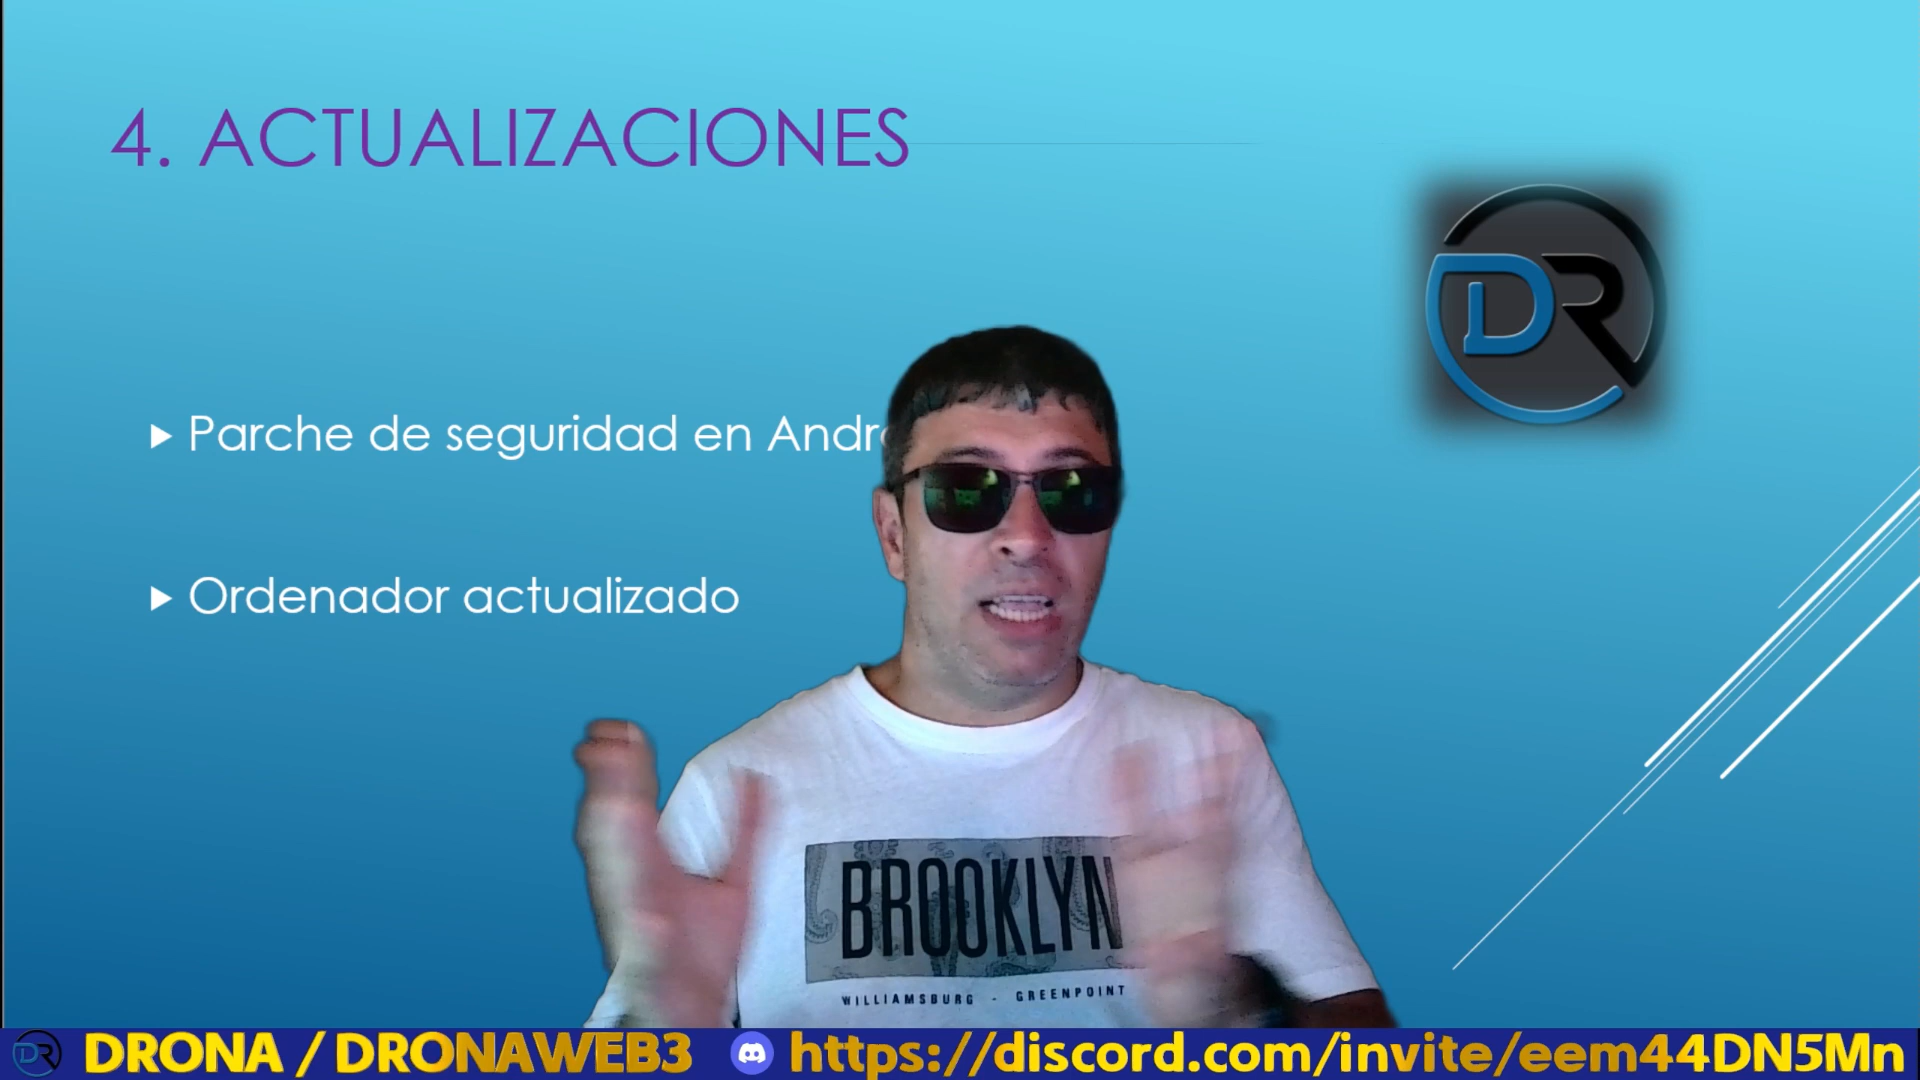 4. ACTUALIZACIONES
DR
Parche de seguridad en
Ordenador actualizado
BROOKLYN
WILLIAMSBURG - GREENPOINT
DR DRONA / DRONAWEB3 https://discord.com/invite/eem44DN5Mn